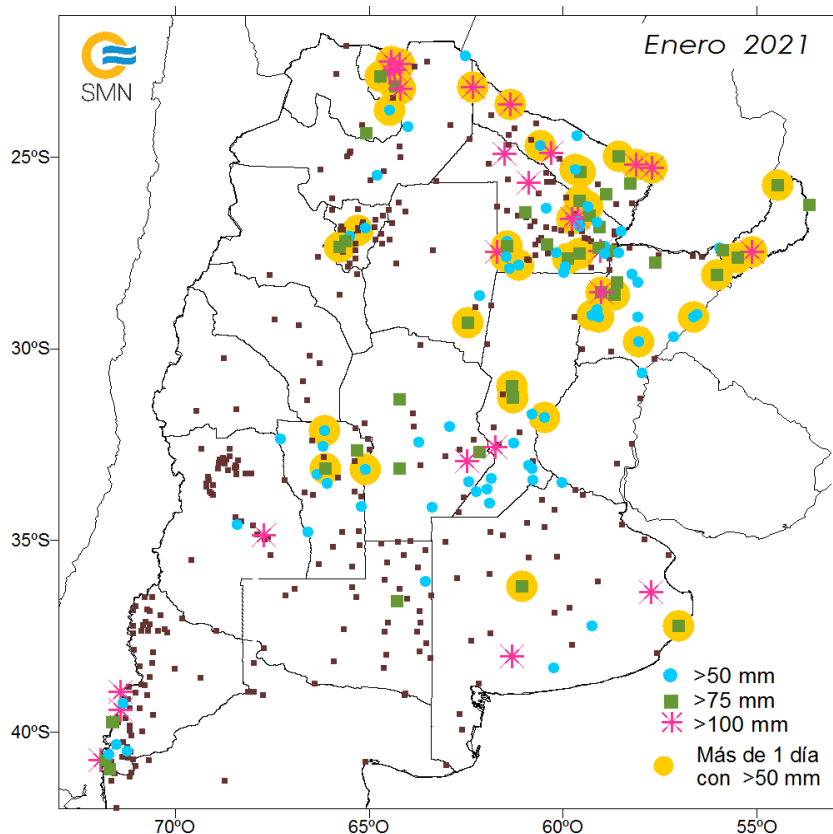 Enero 2021
SMN
25ºS
30ºS
35ºS
40ºS
>50 mm
>75 mm
>100 mm
Más de 1 día
con >50 mm
70ºO
65ºO
60ºO
55ºO